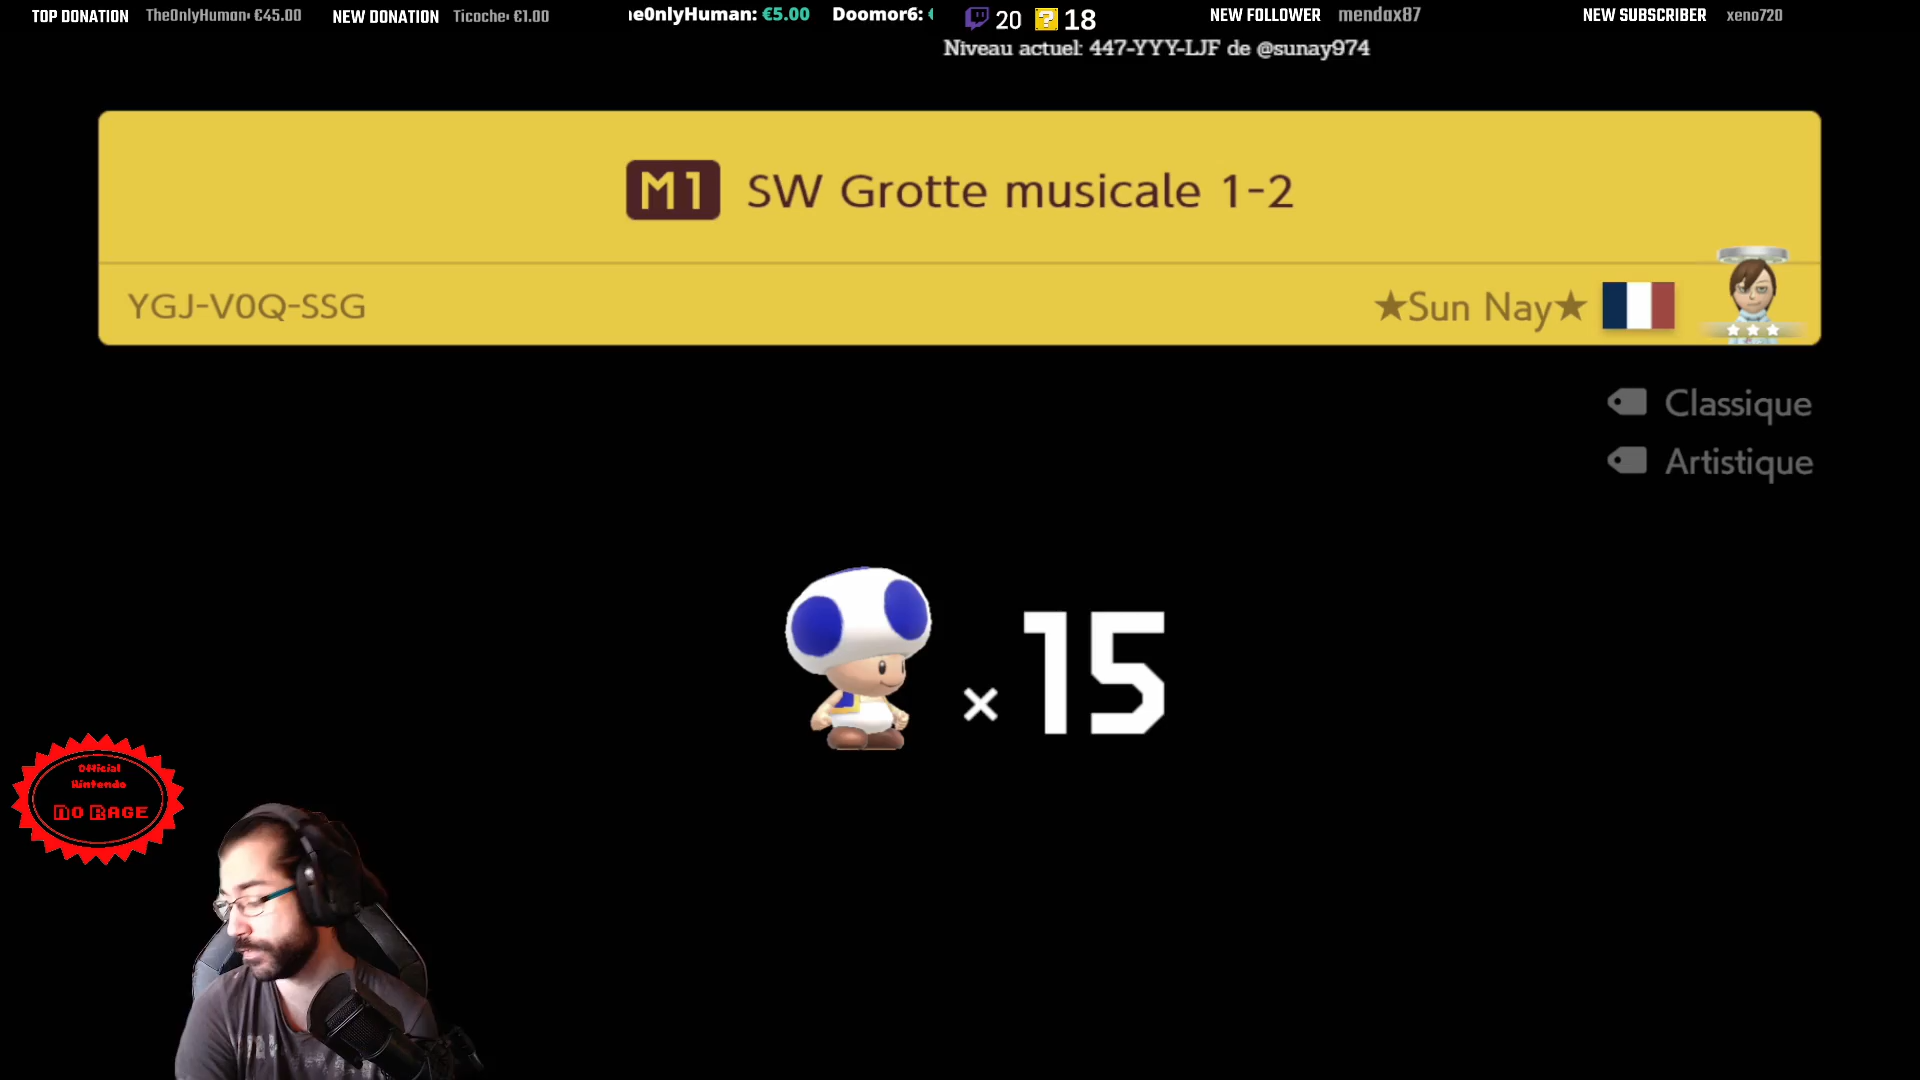 TOP DONATION The0nlyHuman: €45.00 NEW DONATION Ticoche: €1.00 e0nlyHuman: €5.00 Doomor6: 20 18 NEW FOLLOWER mendax87 NEW SUBSCRIBER xeno720
Niveau actuel: 447-YYY-LJF de @sunay974
M1 SW Grotte musicale 1-2
YGJ-V0Q-SSG ★Sun Nay★
Classique
Artistique
× 15
Official
Nintendo
No Rage